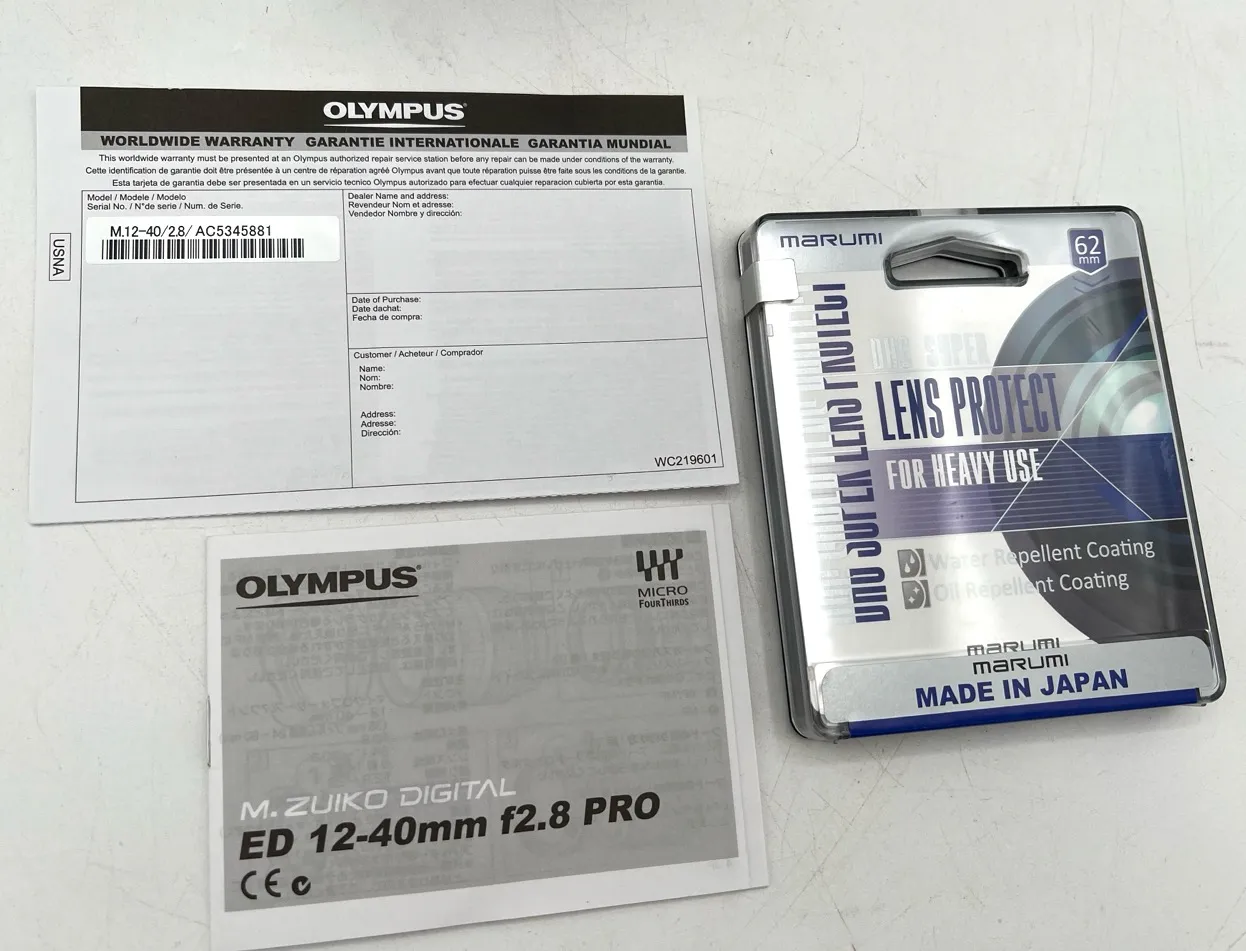 OLYMPUS
WORLDWIDE WARRANTY GARANTIE INTERNATIONALE GARANTIA MUNDIAL
This worldwide warranty must be presented at an Olympus authorized repair service station before any repair can be made under conditions of the warranty.
Cette identification de garantie doit être présentée à un centre de réparation agréé Olympus avant que toute réparation puisse être faite sous les conditions de la garantie.
Esta tarjeta de garantia debe ser presentada en un servicio tecnico Olympus autorizado para efectuar cualquier reparacion cubierta por esta garantia.
Model / Modele / Modelo
Serial No. / N°de serie / Num. de Serie.
M.12-40/2.8/ AC5345881
USNA
Dealer Name and address:
Revendeur Nom et adresse:
Vendedor Nombre y dirección:
Date of Purchase:
Date dachat:
Fecha de compra:
Customer / Acheteur / Comprador
Name:
Nom:
Nombre:
Address:
Adresse:
Dirección:
WC219601
OLYMPUS
MICRO
FOURTHIRDS
M.ZUIKO DIGITAL
ED 12-40mm f2.8 PRO
CE
marumi
62
mm
DHG SUPER LENS PROTECT
DHG SUPER
LENS PROTECT
FOR HEAVY USE
Water Repellent Coating
Oil Repellent Coating
marumi
marumi
MADE IN JAPAN